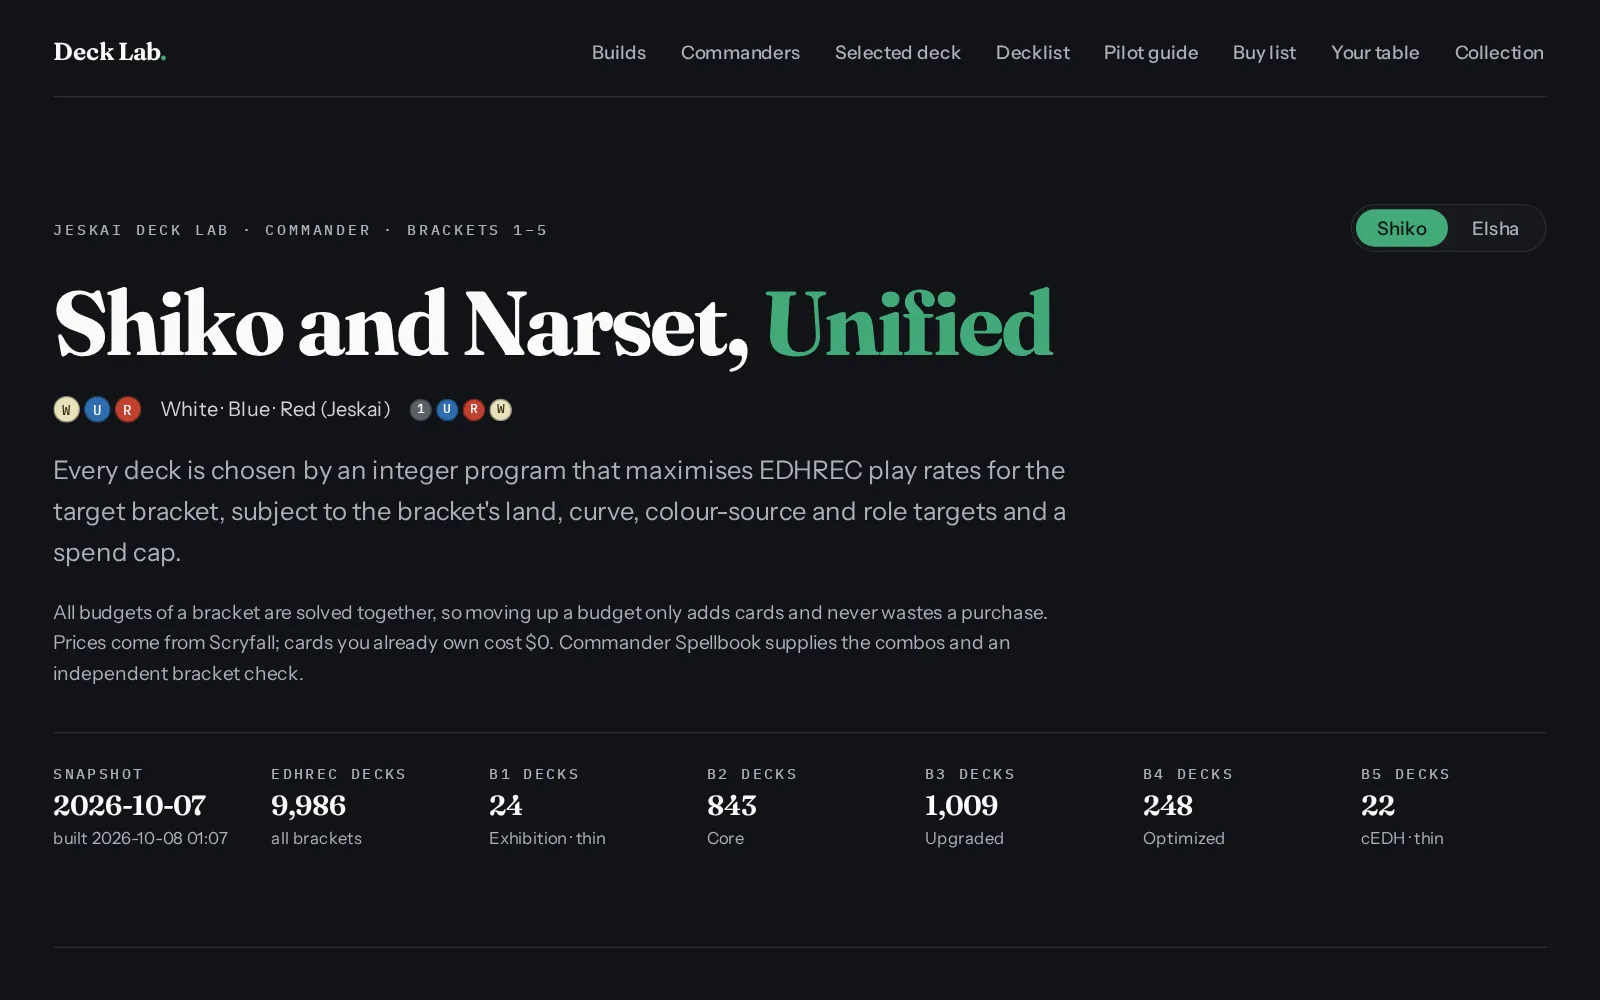 Deck Lab.
Builds Commanders Selected deck Decklist Pilot guide Buy list Your table Collection
JESKAI DECK LAB · COMMANDER · BRACKETS 1–5
Shiko Elsha
Shiko and Narset, Unified
W U R White · Blue · Red (Jeskai) 1 U R W
Every deck is chosen by an integer program that maximises EDHREC play rates for the
target bracket, subject to the bracket's land, curve, colour-source and role targets and a
spend cap.
All budgets of a bracket are solved together, so moving up a budget only adds cards and never wastes a purchase.
Prices come from Scryfall; cards you already own cost $0. Commander Spellbook supplies the combos and an
independent bracket check.
SNAPSHOT
2026-10-07
built 2026-10-08 01:07
EDHREC DECKS
9,986
all brackets
B1 DECKS
24
Exhibition · thin
B2 DECKS
843
Core
B3 DECKS
1,009
Upgraded
B4 DECKS
248
Optimized
B5 DECKS
22
cEDH · thin